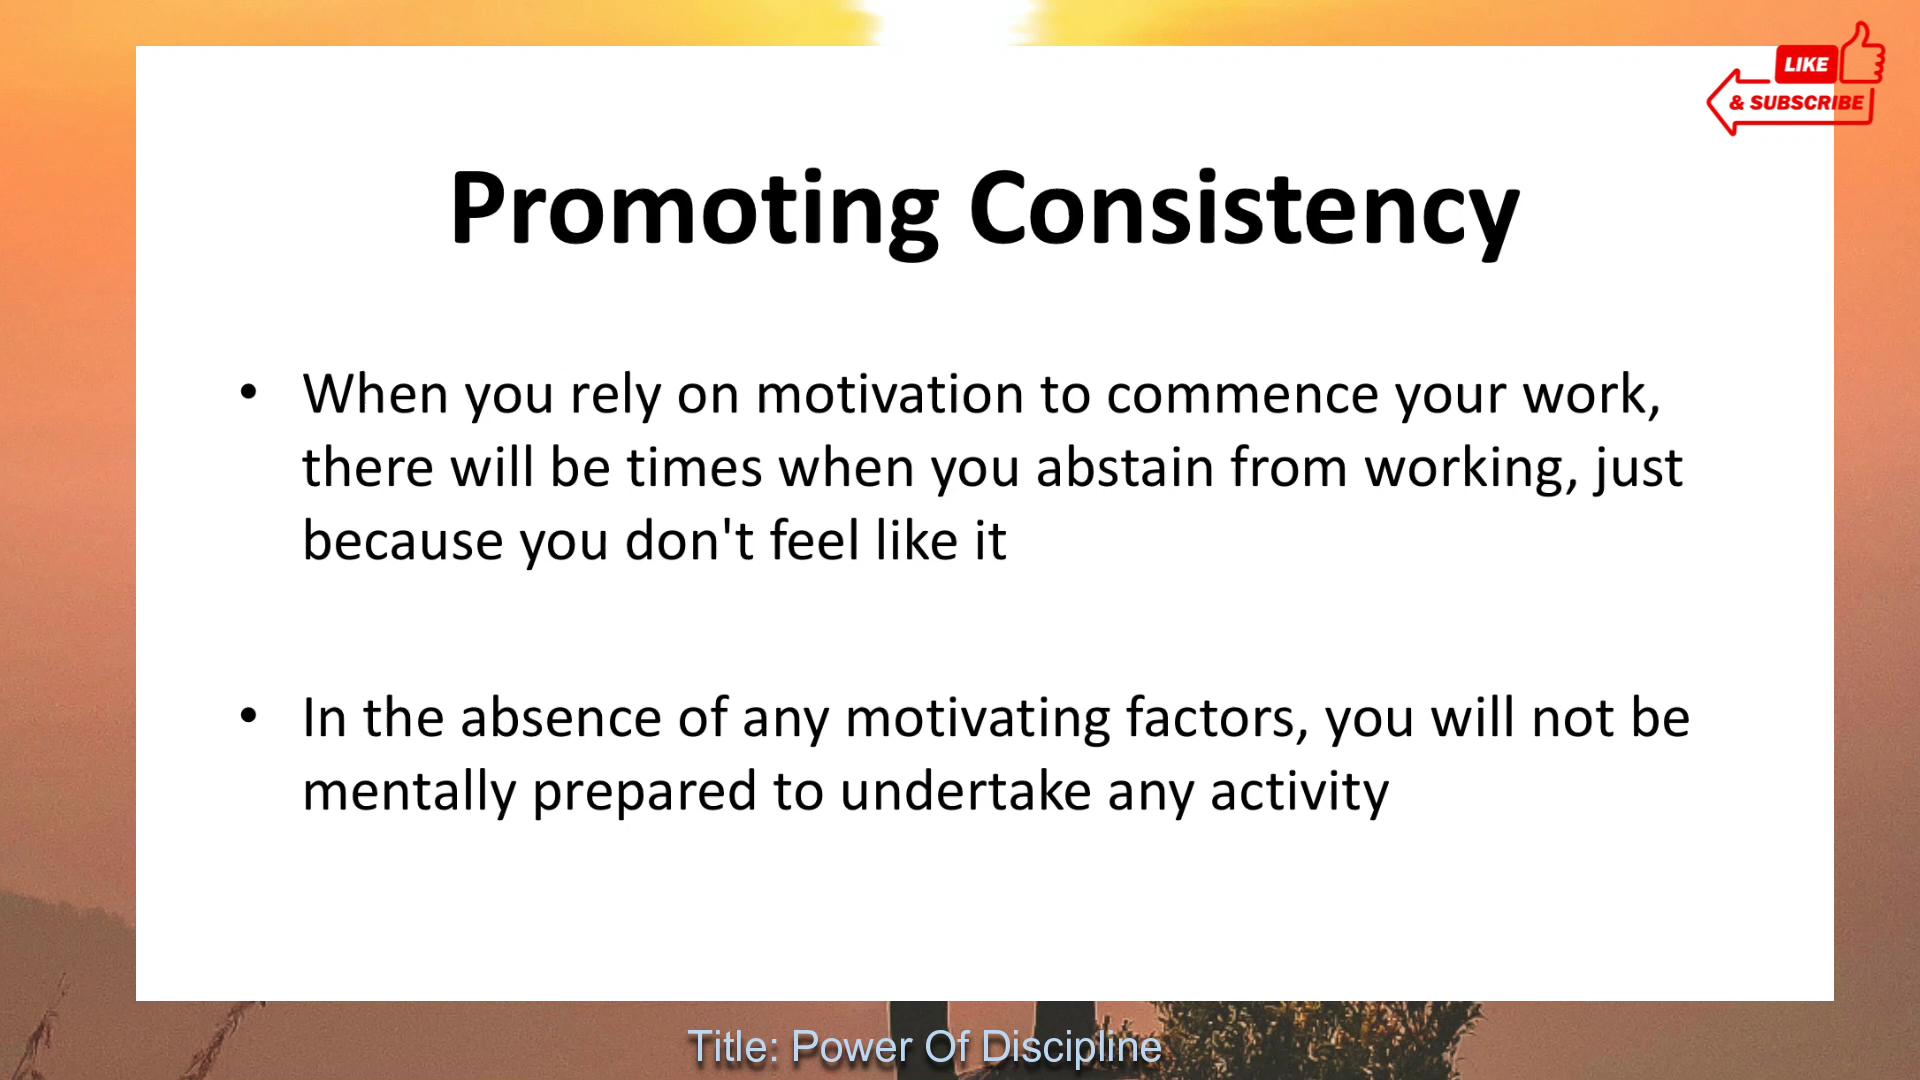 LIKE
& SUBSCRIBE
Promoting Consistency
• When you rely on motivation to commence your work,
there will be times when you abstain from working, just
because you don't feel like it
• In the absence of any motivating factors, you will not be
mentally prepared to undertake any activity
Title: Power Of Discipline